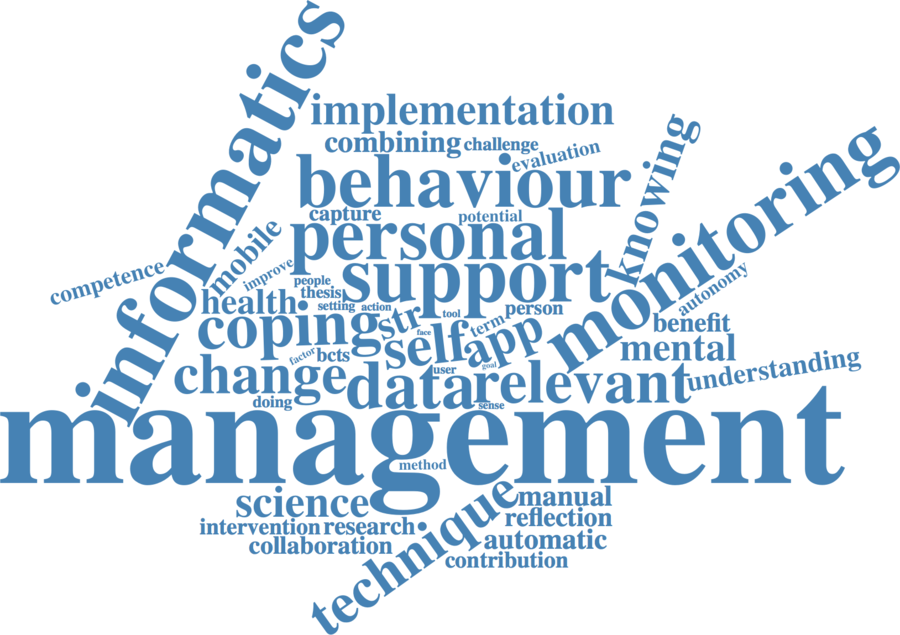 informatics
implementation
combining
challenge
evaluation
behaviour
knowing
monitoring
capture
potential
personal
mobile
competence
improve
people
support
autonomy
health
thesis
setting
action
coping
str
tool
term
person
benefit
face
self
app
mental
factor
bcts
user
goal
change
data
relevant
understanding
doing
sense
management
method
science
technique
manual
intervention
research
reflection
collaboration
automatic
contribution